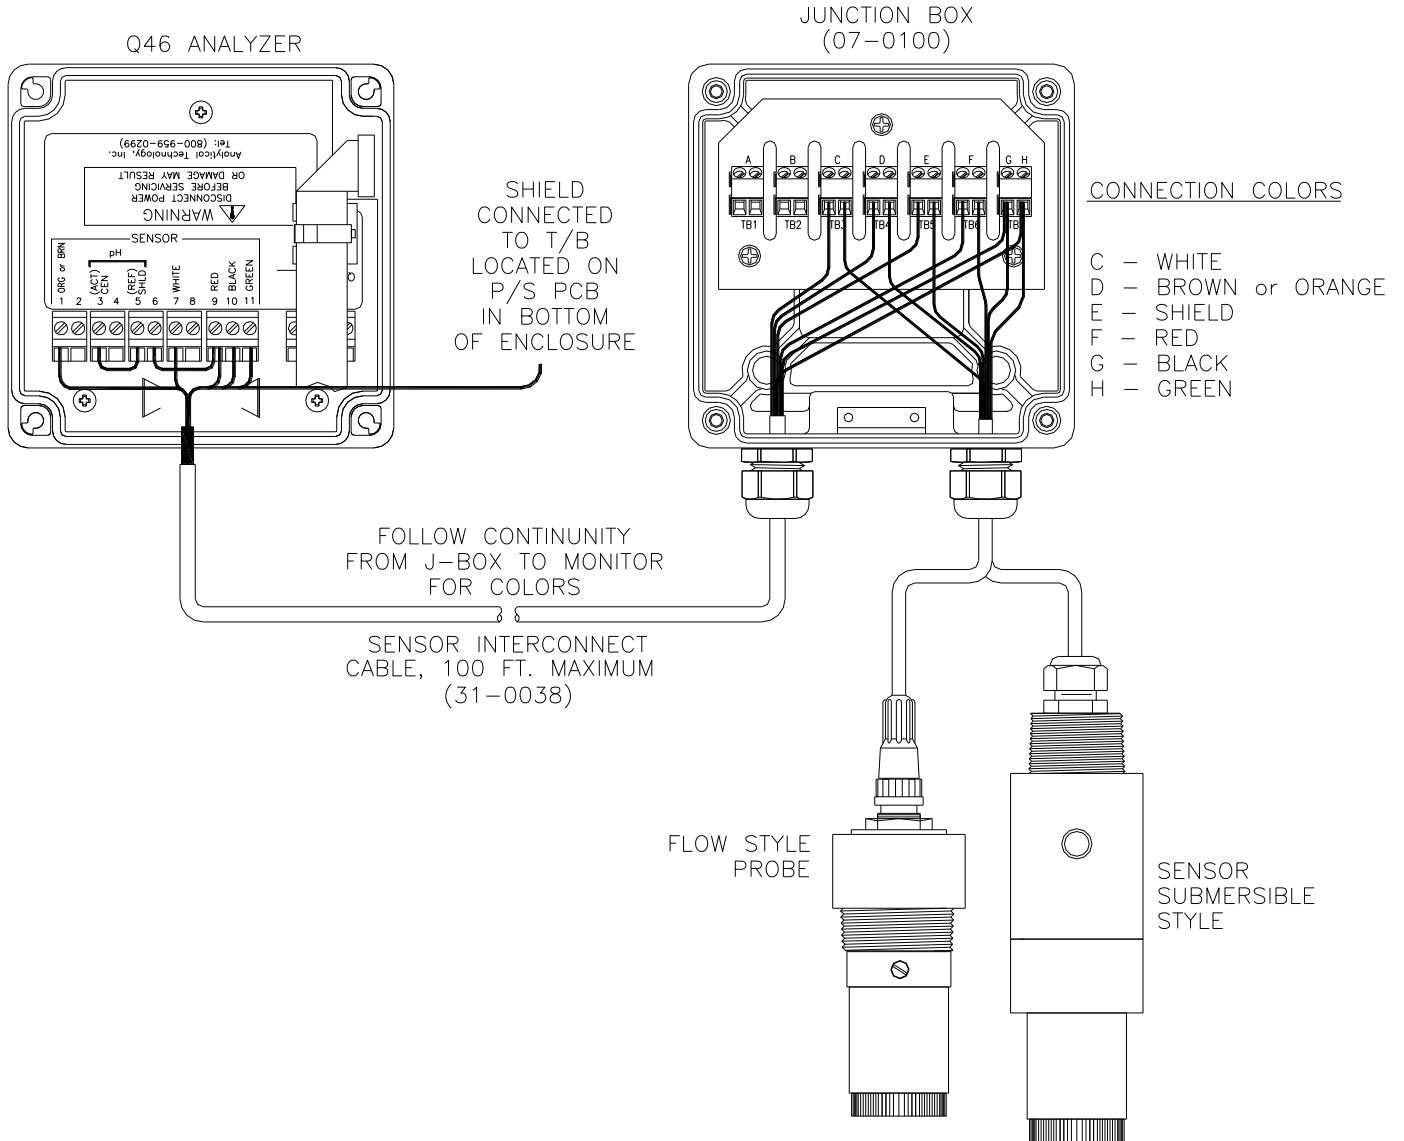 Q46 ANALYZER
Analytical Technology, Inc.
Tel: (800-959-0299)
WARNING
DISCONNECT POWER
BEFORE SERVICING
OR DAMAGE MAY RESULT
SENSOR
pH
ORG or BRN
(ACT)
CEN
(REF)
SHLD
WHITE
RED
BLACK
GREEN
1 2 3 4 5 6 7 8 9 10 11
SHIELD
CONNECTED
TO T/B
LOCATED ON
P/S PCB
IN BOTTOM
OF ENCLOSURE
JUNCTION BOX
(07-0100)
A B C D E F G H
TB1 TB2 TB3 TB4 TB5 TB6
CONNECTION COLORS
C - WHITE
D - BROWN or ORANGE
E - SHIELD
F - RED
G - BLACK
H - GREEN
FOLLOW CONTINUNITY
FROM J-BOX TO MONITOR
FOR COLORS
SENSOR INTERCONNECT
CABLE, 100 FT. MAXIMUM
(31-0038)
FLOW STYLE
PROBE
SENSOR
SUBMERSIBLE
STYLE